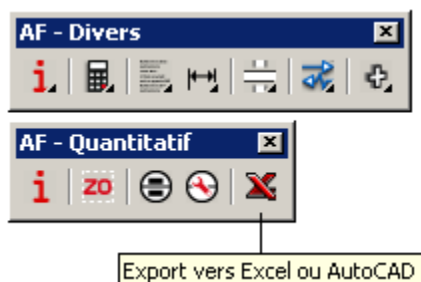 AF - Divers
i
AF - Quantitatif
i ZO
Export vers Excel ou AutoCAD